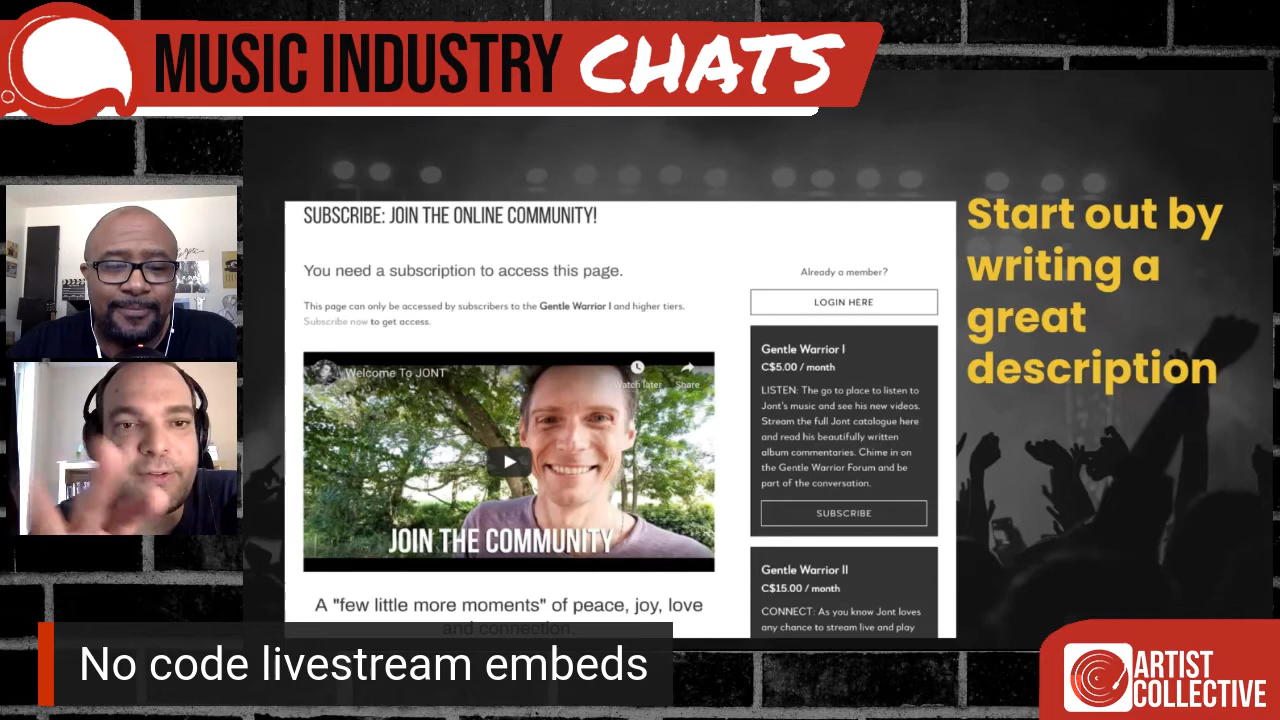 MUSIC INDUSTRY CHATS
SUBSCRIBE: JOIN THE ONLINE COMMUNITY!
You need a subscription to access this page.
This page can only be accessed by subscribers to the Gentle Warrior I and higher tiers.
Subscribe now to get access.
Welcome To JONT
Watch later
Share
JOIN THE COMMUNITY
A "few little more moments" of peace, joy, love
and connection.
Already a member?
LOGIN HERE
Gentle Warrior I
C$5.00 / month
LISTEN: The go to place to listen to
Jont's music and see his new videos.
Stream the full Jont catalogue here
and read his beautifully written
album commentaries. Chime in on
the Gentle Warrior Forum and be
part of the conversation.
SUBSCRIBE
Gentle Warrior II
C$15.00 / month
CONNECT: As you know Jont loves
any chance to stream live and play
Start out by
writing a
great
description
No code livestream embeds
ARTIST
COLLECTIVE